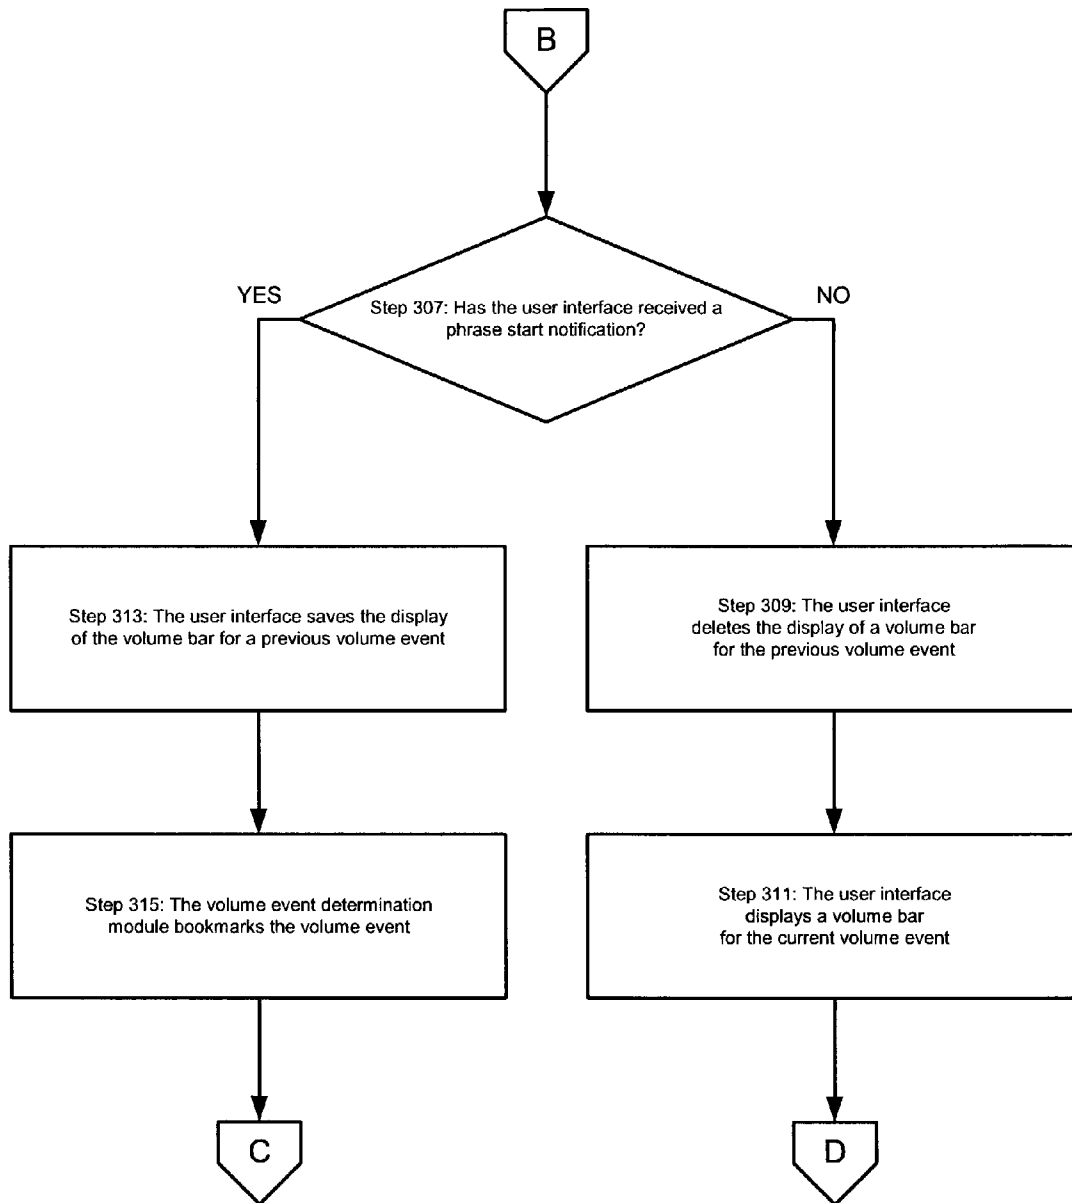 B
YES
NO
Step 307: Has the user interface received a
phrase start notification?
Step 313: The user interface saves the display
of the volume bar for a previous volume event
Step 309: The user interface
deletes the display of a volume bar
for the previous volume event
Step 315: The volume event determination
module bookmarks the volume event
Step 311: The user interface
displays a volume bar
for the current volume event
C
D